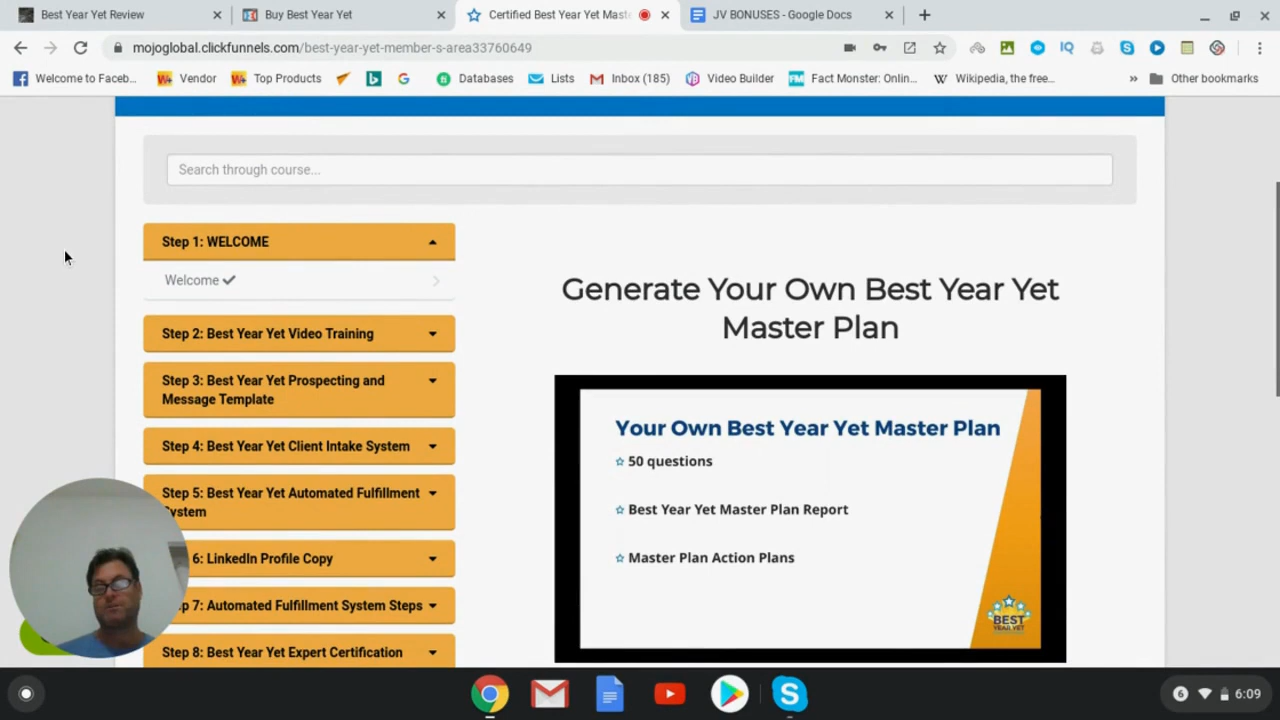 Best Year Yet Review
Buy Best Year Yet
Certified Best Year Yet Mast
JV BONUSES - Google Docs
mojoglobal.clickfunnels.com/best-year-yet-member-s-area33760649
Welcome to Faceb...
Vendor
Top Products
Databases
Lists
Inbox (185)
Video Builder
Fact Monster: Onlin...
Wikipedia, the free...
Other bookmarks
Search through course...
Step 1: WELCOME
Welcome
Step 2: Best Year Yet Video Training
Step 3: Best Year Yet Prospecting and
Message Template
Step 4: Best Year Yet Client Intake System
Step 5: Best Year Yet Automated Fulfillment
ystem
6: LinkedIn Profile Copy
p 7: Automated Fulfillment System Steps
Step 8: Best Year Yet Expert Certification
Generate Your Own Best Year Yet
Master Plan
Your Own Best Year Yet Master Plan
50 questions
Best Year Yet Master Plan Report
Master Plan Action Plans
BEST
YEAR YET
6 6:09